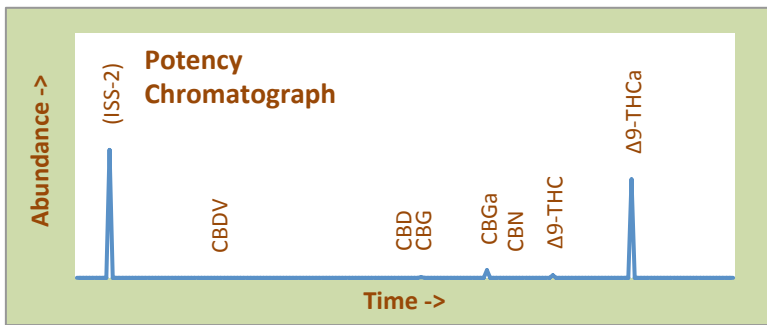 Potency
Chromatograph
Abundance ->
(ISS-2)
CBDV
CBD
CBG
CBGa
CBN
Δ9-THC
Δ9-THCa
Time ->